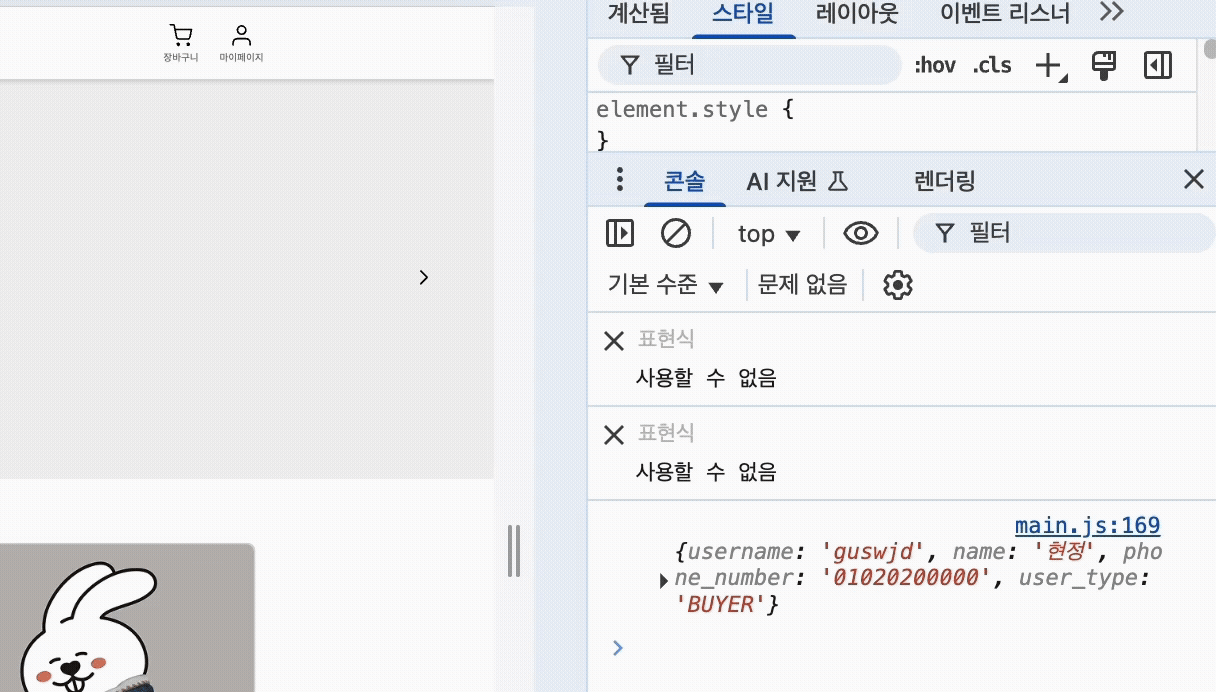 장바구니 마이페이지
계산됨 스타일 레이아웃 이벤트 리스너
필터 :hov .cls
element.style {
}
콘솔 AI 지원 렌더링
top ▼ 필터
기본 수준 ▼ 문제 없음
표현식
사용할 수 없음
표현식
사용할 수 없음
main.js:169
{username: 'guswjd', name: '현정', pho
ne_number: '01020200000', user_type:
'BUYER'}